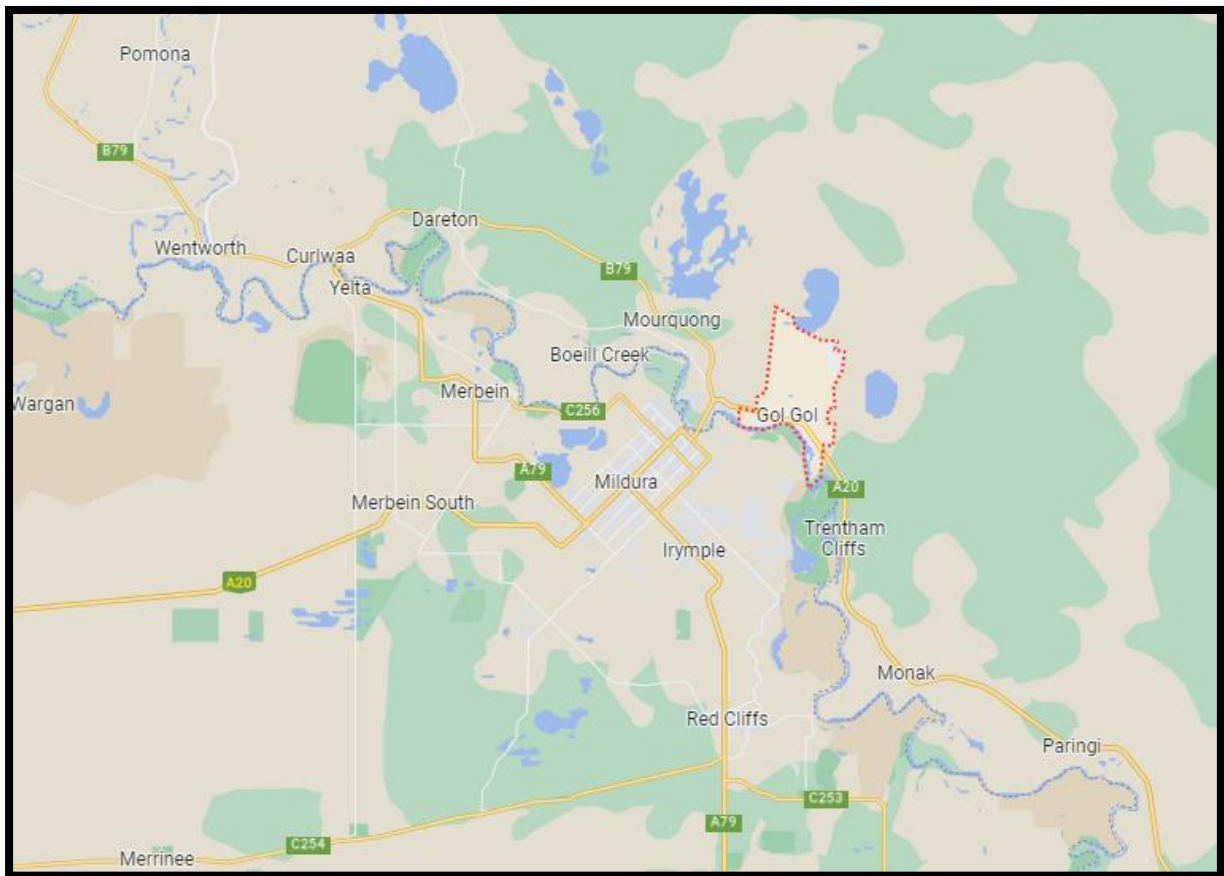 Pomona
B79
Dareton
Wentworth
Curlwaa
B79
Yelta
Mourquong
Boeill Creek
Merbein
Wargan
C256
Gol Gol
A79
Mildura
A20
Merbein South
Trentham
Cliffs
Irymple
A20
Monak
Red Cliffs
Paringi
C253
A79
C254
Merrinee